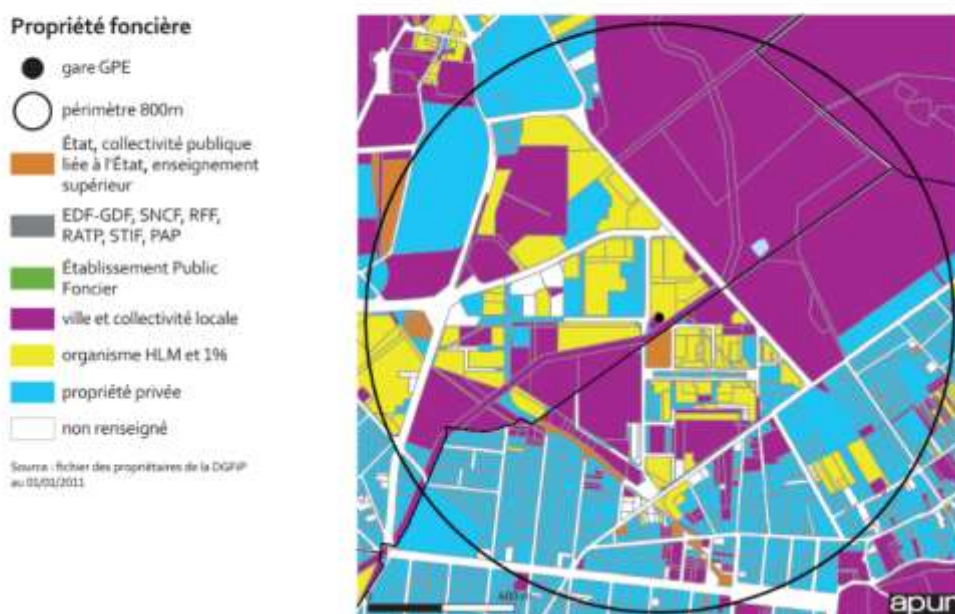 Propriété foncière
gare GPE
périmètre 800m
État, collectivité publique
liée à l'État, enseignement
supérieur
EDF-GDF, SNCF, RFF,
RATP, STIF, PAP
Établissement Public
Foncier
ville et collectivité locale
organisme HLM et 1%
propriété privée
non renseigné
Source : fichier des propriétaires de la DGFiP
au 01/01/2011
apur